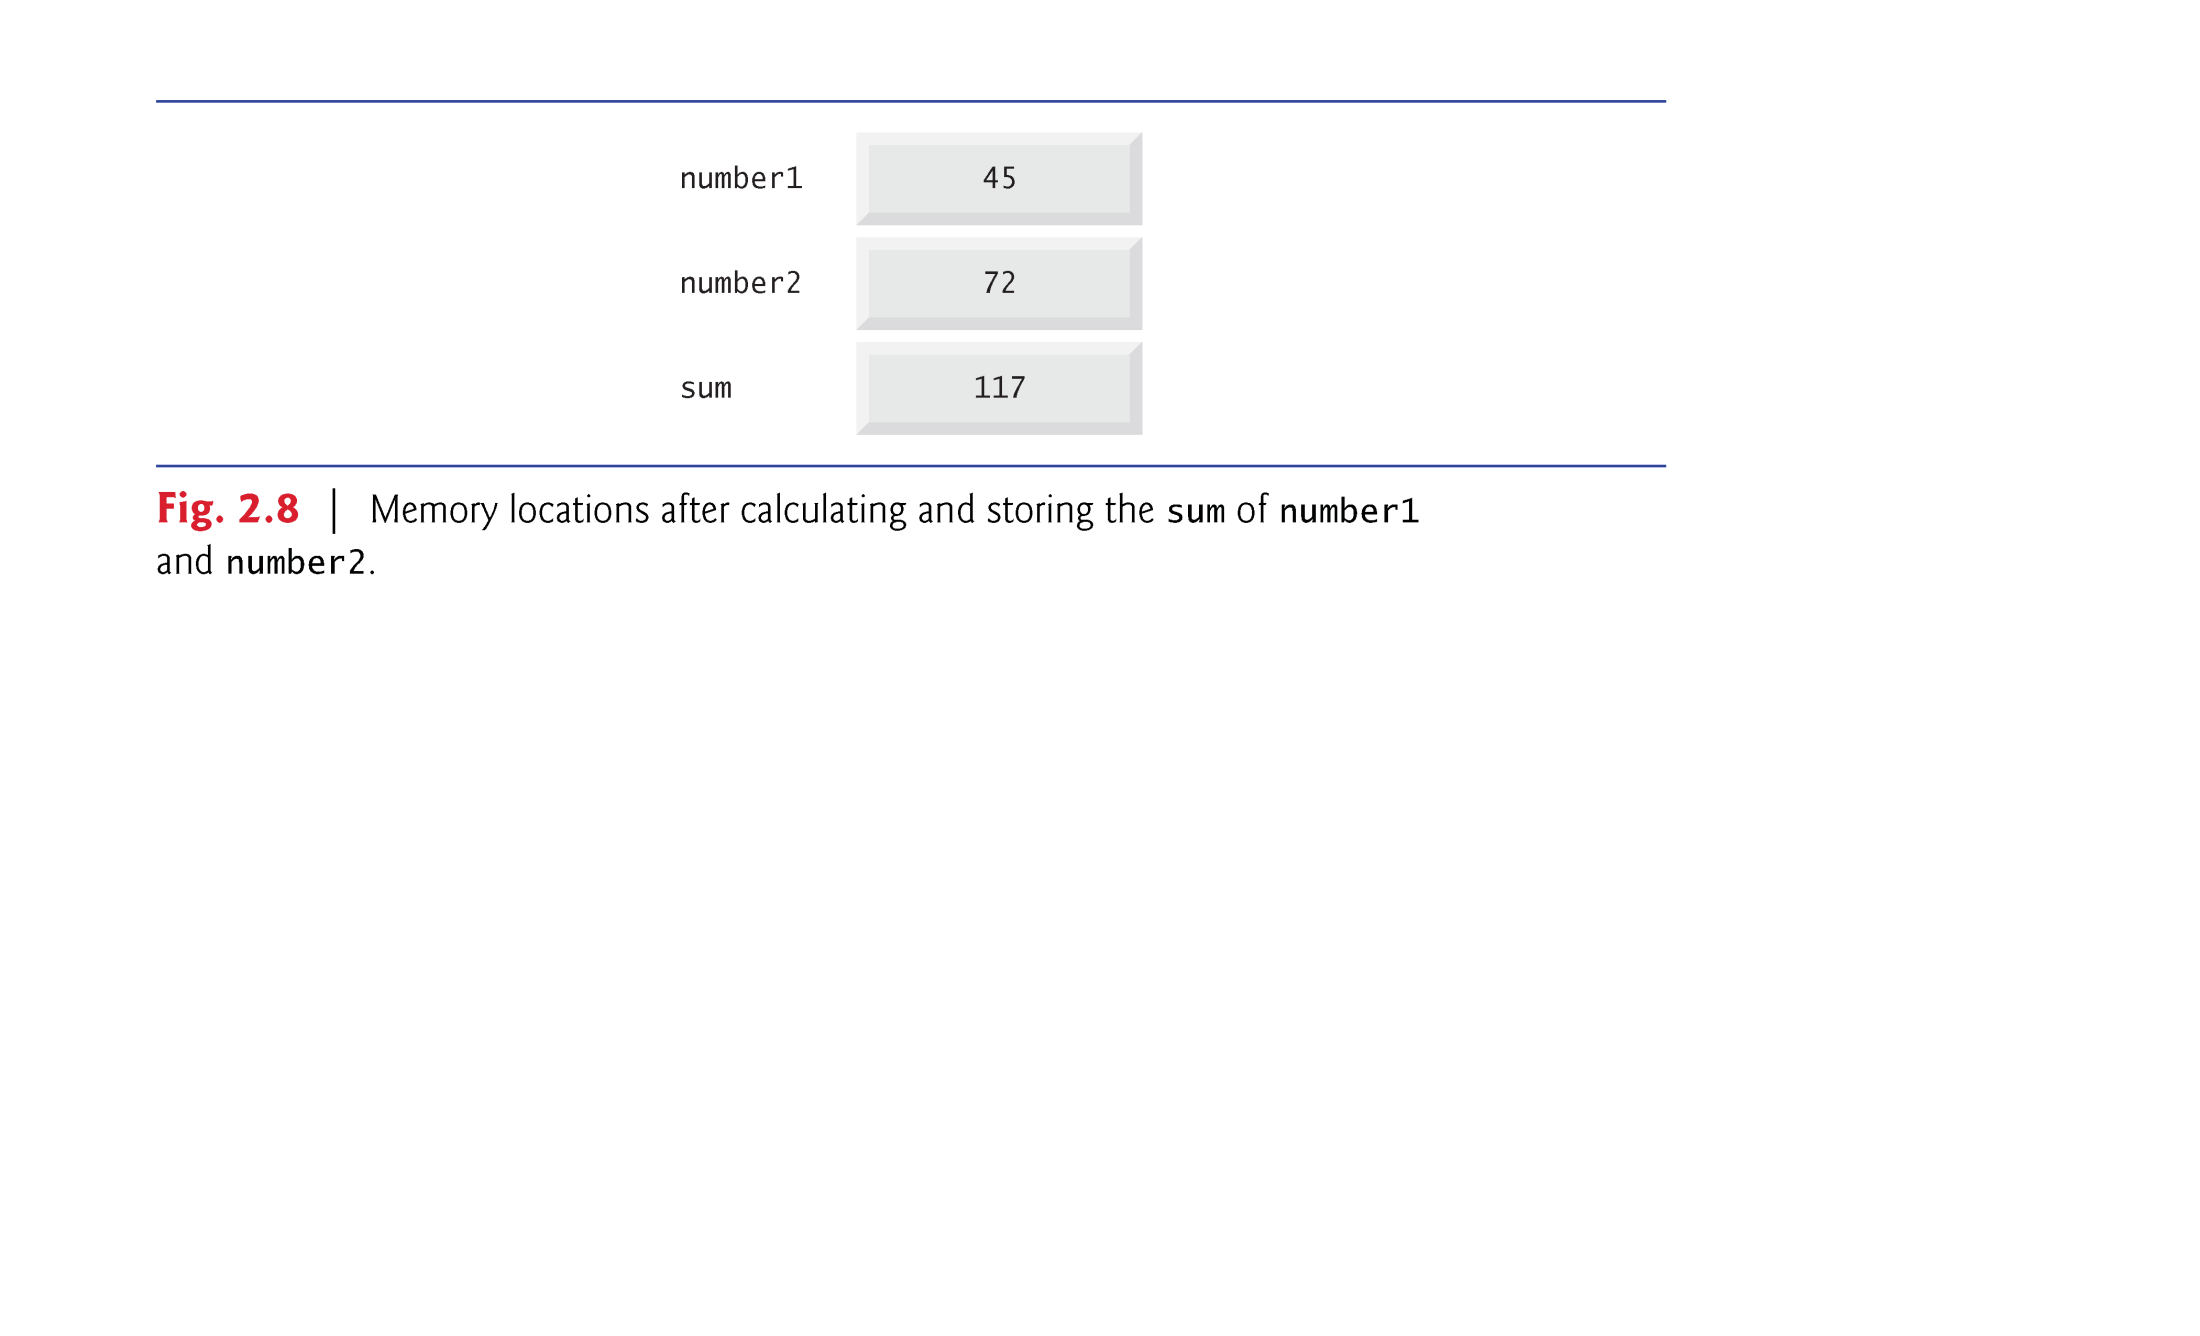 number1 45
number2 72
sum 117
Fig. 2.8 | Memory locations after calculating and storing the sum of number1
and number2.